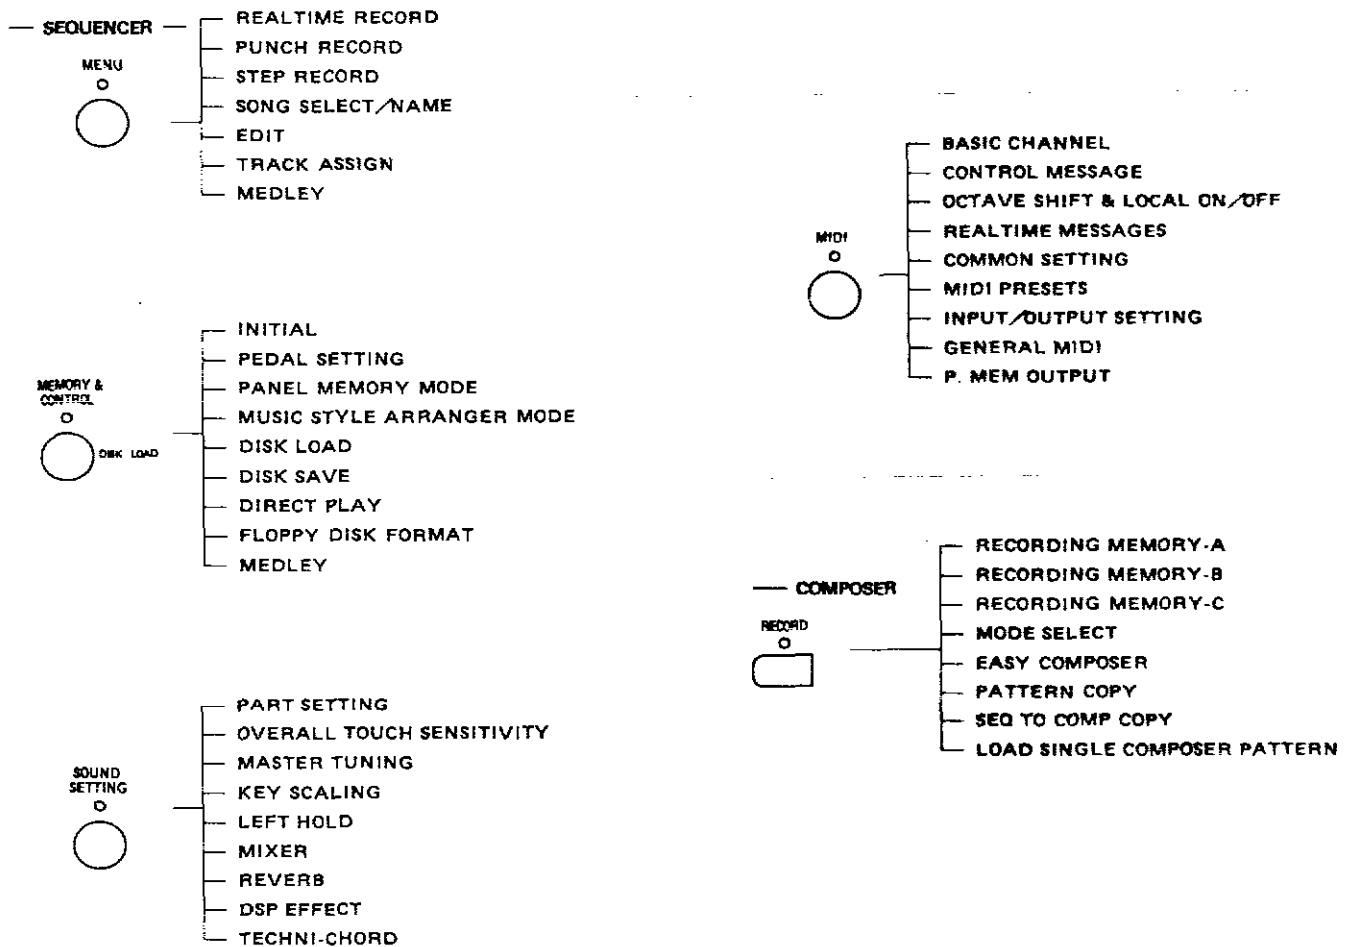 SEQUENCER
MENU
REALTIME RECORD
PUNCH RECORD
STEP RECORD
SONG SELECT/NAME
EDIT
TRACK ASSIGN
MEDLEY
MEMORY &
CONTROL
DISK LOAD
INITIAL
PEDAL SETTING
PANEL MEMORY MODE
MUSIC STYLE ARRANGER MODE
DISK LOAD
DISK SAVE
DIRECT PLAY
FLOPPY DISK FORMAT
MEDLEY
SOUND
SETTING
PART SETTING
OVERALL TOUCH SENSITIVITY
MASTER TUNING
KEY SCALING
LEFT HOLD
MIXER
REVERB
DSP EFFECT
TECHNI-CHORD
MIDI
BASIC CHANNEL
CONTROL MESSAGE
OCTAVE SHIFT & LOCAL ON/OFF
REALTIME MESSAGES
COMMON SETTING
MIDI PRESETS
INPUT/OUTPUT SETTING
GENERAL MIDI
P. MEM OUTPUT
COMPOSER
RECORD
RECORDING MEMORY-A
RECORDING MEMORY-B
RECORDING MEMORY-C
MODE SELECT
EASY COMPOSER
PATTERN COPY
SEQ TO COMP COPY
LOAD SINGLE COMPOSER PATTERN